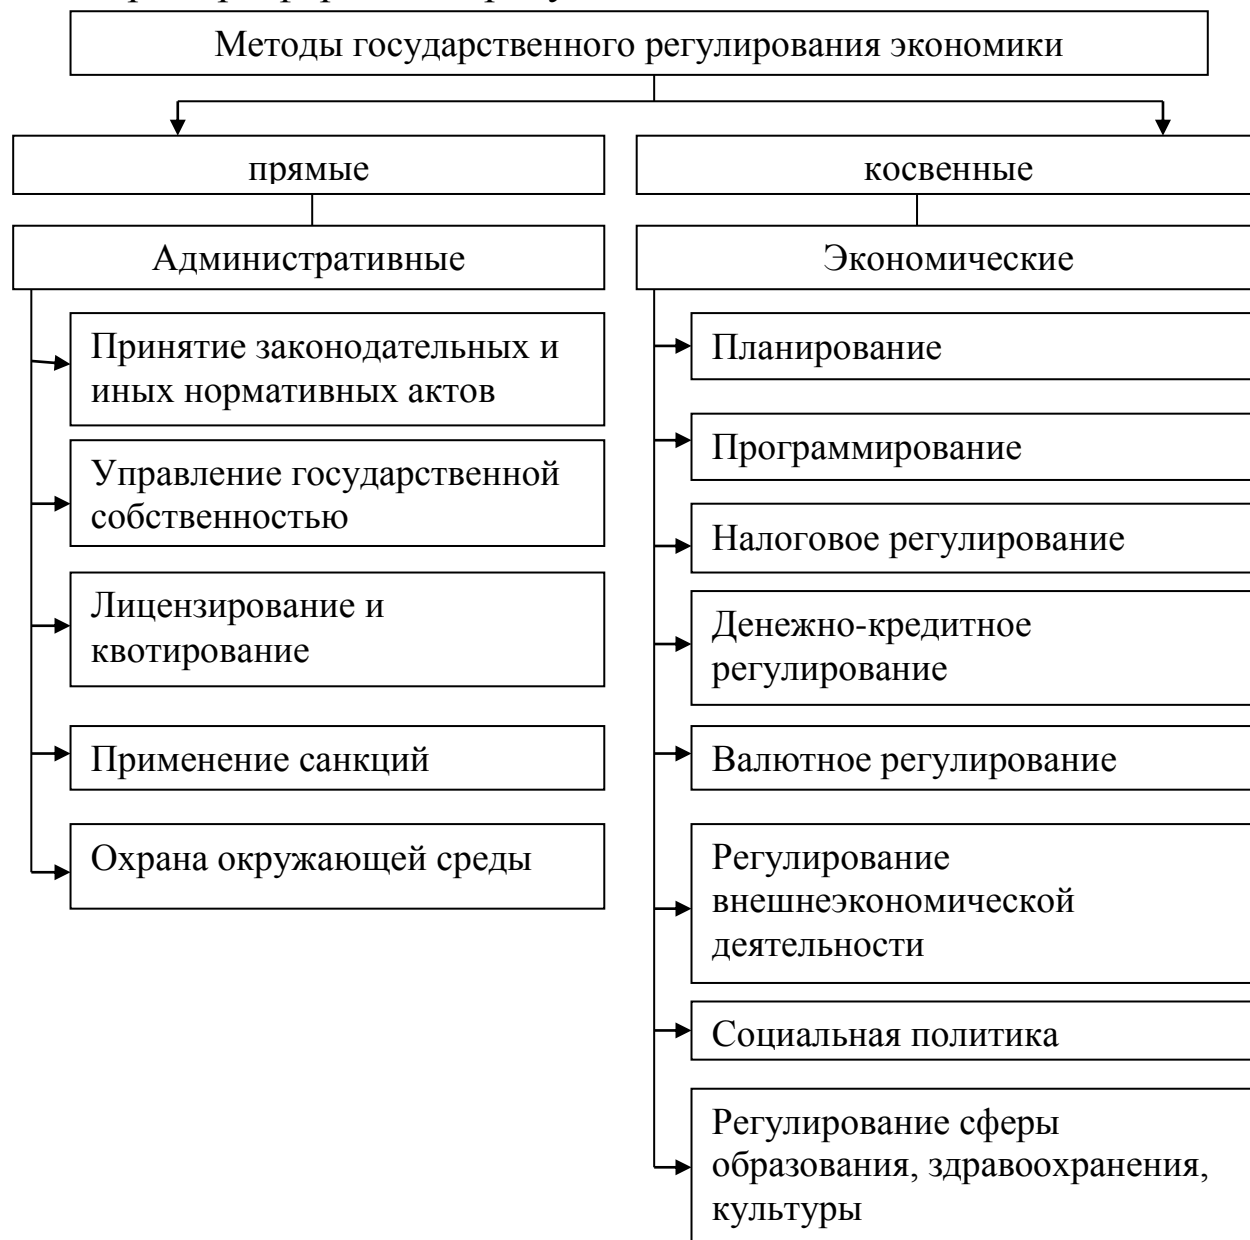 Методы государственного регулирования экономики
прямые
косвенные
Административные
Экономические
Принятие законодательных и
иных нормативных актов
Управление государственной
собственностью
Лицензирование и
квотирование
Применение санкций
Охрана окружающей среды
Планирование
Программирование
Налоговое регулирование
Денежно-кредитное
регулирование
Валютное регулирование
Регулирование
внешнеэкономической
деятельности
Социальная политика
Регулирование сферы
образования, здравоохранения,
культуры